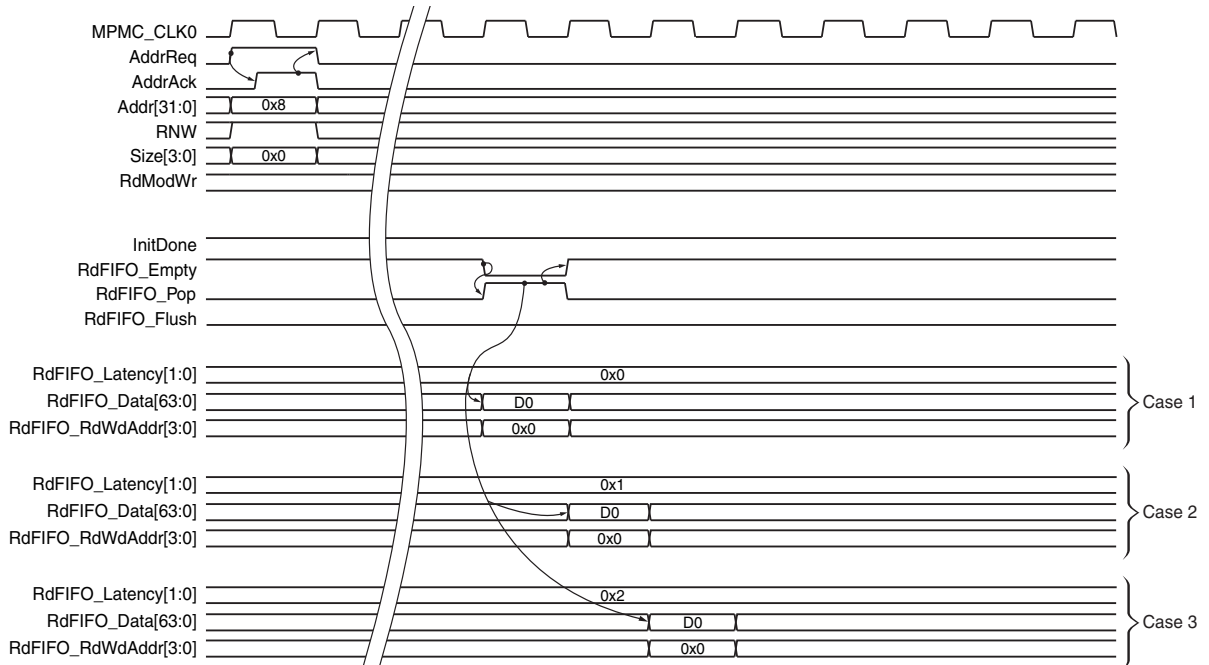 MPMC_CLK0
AddrReq
AddrAck
Addr[31:0] 0x8
RNW
Size[3:0] 0x0
RdModWr
InitDone
RdFIFO_Empty
RdFIFO_Pop
RdFIFO_Flush
RdFIFO_Latency[1:0] 0x0
RdFIFO_Data[63:0] D0 Case 1
RdFIFO_RdWdAddr[3:0] 0x0
RdFIFO_Latency[1:0] 0x1
RdFIFO_Data[63:0] D0 Case 2
RdFIFO_RdWdAddr[3:0] 0x0
RdFIFO_Latency[1:0] 0x2
RdFIFO_Data[63:0] D0 Case 3
RdFIFO_RdWdAddr[3:0] 0x0